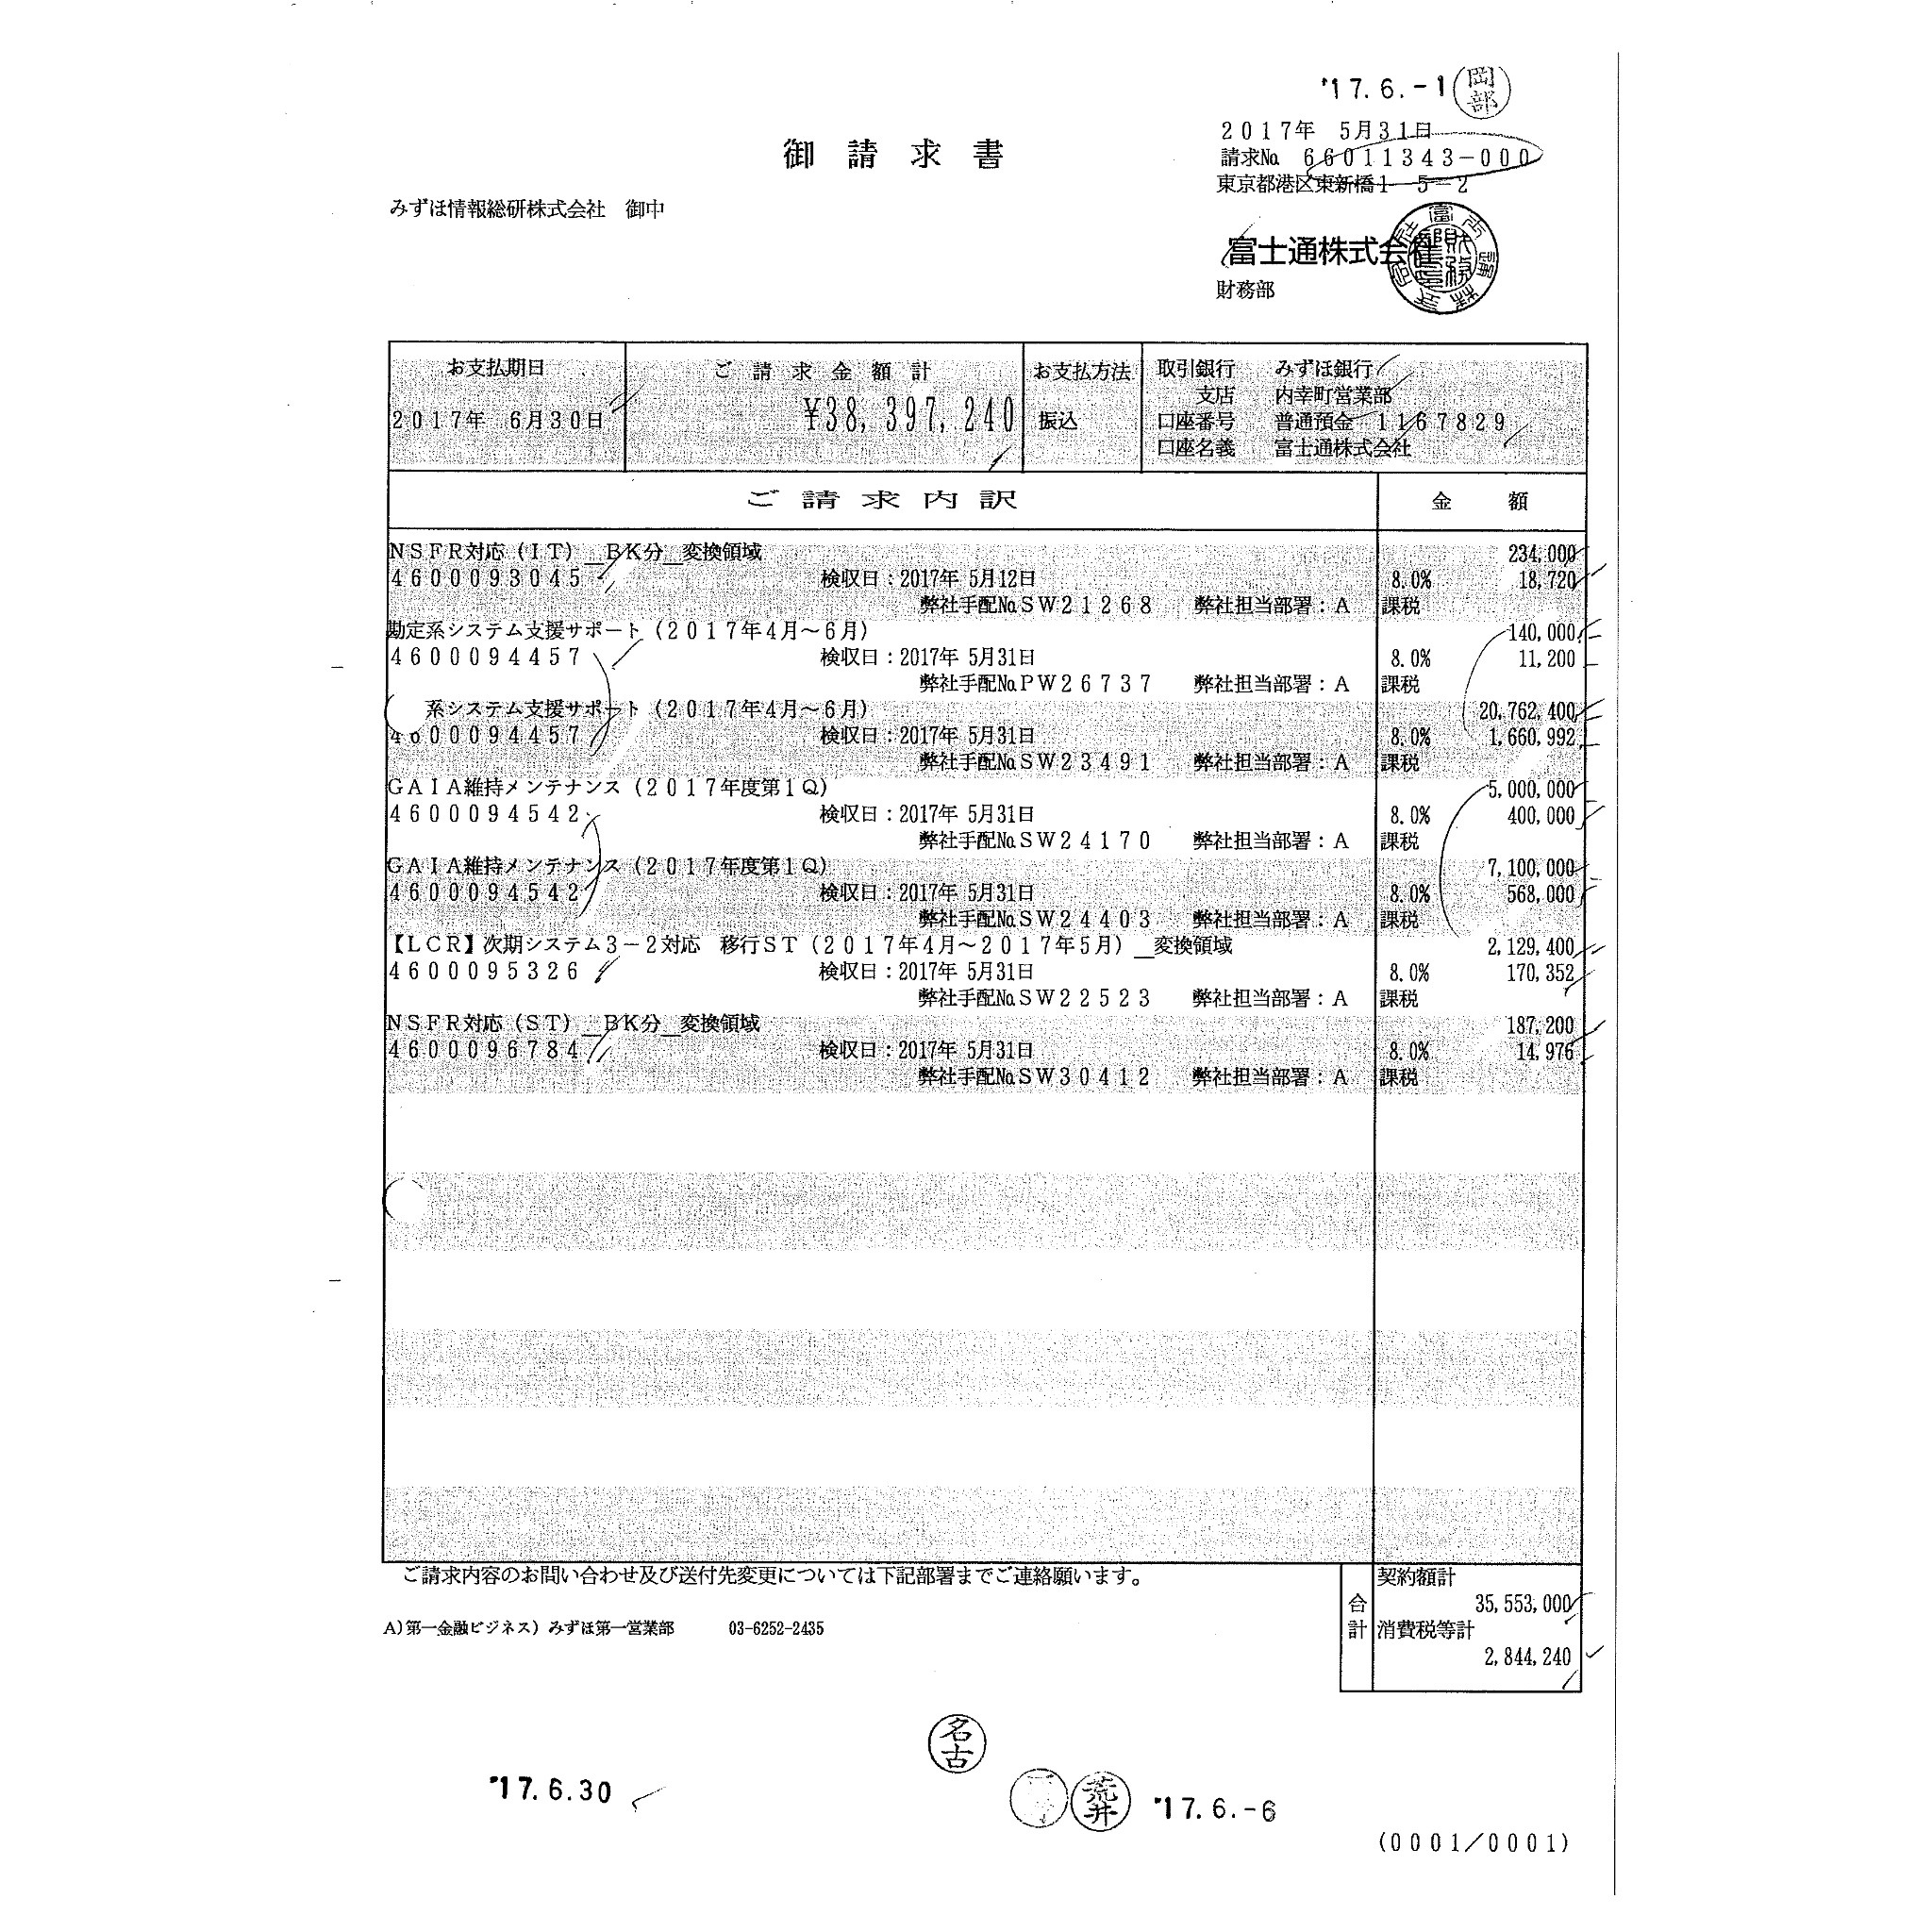 '17.6.-1 岡部
2017年 5月31日
御請求書
請求No. 66011343-000
東京都港区東新橋1-5-2
みずほ情報総研株式会社 御中
富士通株式会社
財務部
お支払期日 ご請求金額計 お支払方法 取引銀行 みずほ銀行
支店 内幸町営業部
2017年 6月30日 ¥38,397,240 振込 口座番号 普通預金 1167829
口座名義 富士通株式会社
ご請求内訳 金額
NSFR対応(IT)_BK分_変換領域 234,000
4600093045 検収日:2017年 5月12日 8.0% 18,720
弊社手配No.SW21268 弊社担当部署:A 課税
勘定系システム支援サポート(2017年4月~6月) 140,000
4600094457 検収日:2017年 5月31日 8.0% 11,200
弊社手配No.PW26737 弊社担当部署:A 課税
系システム支援サポート(2017年4月~6月) 20,762,400
4600094457 検収日:2017年 5月31日 8.0% 1,660,992
弊社手配No.SW23491 弊社担当部署:A 課税
GAIA維持メンテナンス(2017年度第1Q) 5,000,000
4600094542 検収日:2017年 5月31日 8.0% 400,000
弊社手配No.SW24170 弊社担当部署:A 課税
GAIA維持メンテナンス(2017年度第1Q) 7,100,000
4600094542 検収日:2017年 5月31日 8.0% 568,000
弊社手配No.SW24403 弊社担当部署:A 課税
【LCR】次期システム3-2対応 移行ST(2017年4月~2017年5月)_変換領域 2,129,400
4600095326 検収日:2017年 5月31日 8.0% 170,352
弊社手配No.SW22523 弊社担当部署:A 課税
NSFR対応(ST)_BK分_変換領域 187,200
4600096784 検収日:2017年 5月31日 8.0% 14,976
弊社手配No.SW30412 弊社担当部署:A 課税
ご請求内容のお問い合わせ及び送付先変更については下記部署までご連絡願います。
合計 契約額計
35,553,000
A)第一金融ビジネス)みずほ第一営業部 03-6252-2435
消費税等計
2,844,240
名古
'17.6.30
荒井 '17.6.-6
(0001/0001)